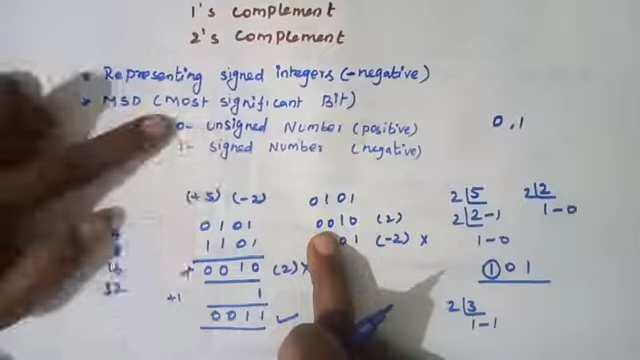 1's complement
2's complement
* Representing signed integers (-negative)
* MSD (Most significant Bit)
0- unsigned Number (positive) 0,1
1- signed Number (negative)
(+5) (-2)
0101
1101
0010 (2) x
+1 1
0011 ✓
0101
0010 (2)
01 (-2) x
2 5
2 2-1
1-0
2 2
1-0
101
2 3
1-1
32